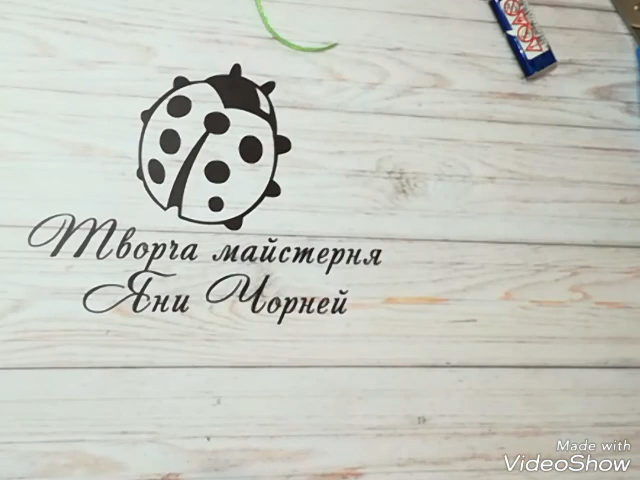 Творча майстерня
Яни Чорней
Made with
VideoShow